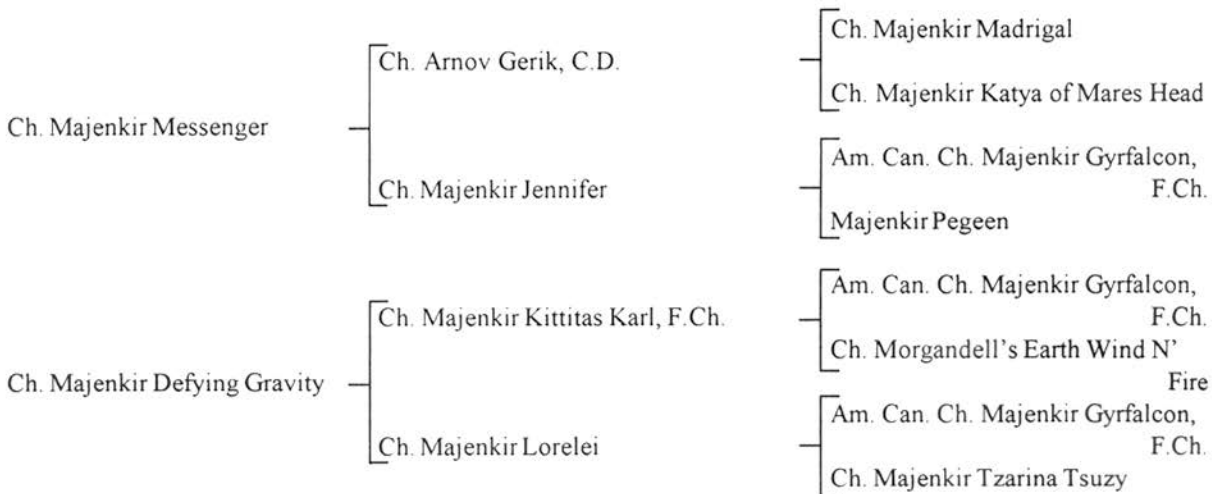 Ch. Majenkir Madrigal
Ch. Arnov Gerik, C.D.
Ch. Majenkir Katya of Mares Head
Ch. Majenkir Messenger
Am. Can. Ch. Majenkir Gyrfalcon,
F.Ch.
Ch. Majenkir Jennifer
Majenkir Pegeen
Am. Can. Ch. Majenkir Gyrfalcon,
F.Ch.
Ch. Majenkir Kittitas Karl, F.Ch.
Ch. Morgandell's Earth Wind N'
Fire
Ch. Majenkir Defying Gravity
Am. Can. Ch. Majenkir Gyrfalcon,
F.Ch.
Ch. Majenkir Lorelei
Ch. Majenkir Tzarina Tsuzy